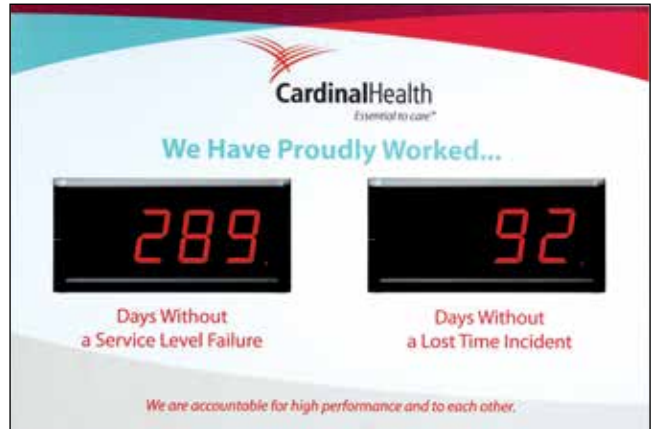 CardinalHealth
Essential to care™
We Have Proudly Worked...
289
92
Days Without
a Service Level Failure
Days Without
a Lost Time Incident
We are accountable for high performance and to each other.